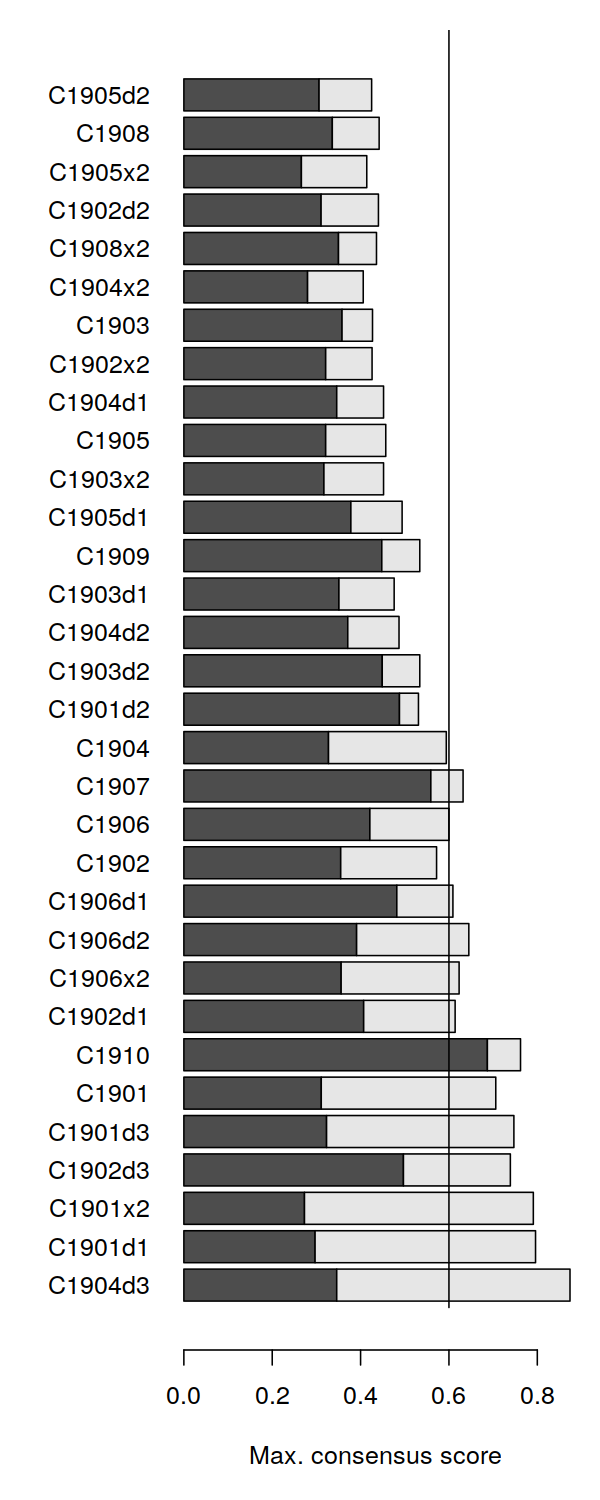 C1905d2
C1908
C1905x2
C1902d2
C1908x2
C1904x2
C1903
C1902x2
C1904d1
C1905
C1903x2
C1905d1
C1909
C1903d1
C1904d2
C1903d2
C1901d2
C1904
C1907
C1906
C1902
C1906d1
C1906d2
C1906x2
C1902d1
C1910
C1901
C1901d3
C1902d3
C1901x2
C1901d1
C1904d3
0.0 0.2 0.4 0.6 0.8
Max. consensus score